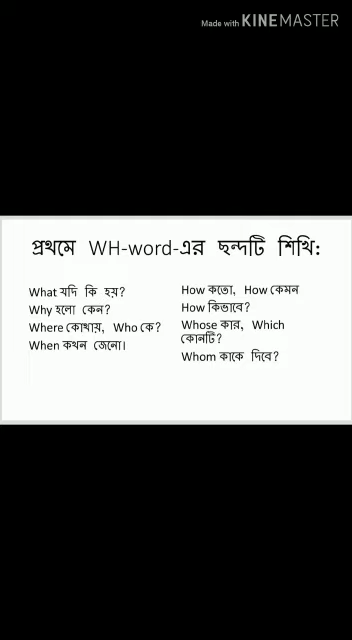 Made with KINEMASTER
প্রথমে WH-word-এর ছন্দটি শিখি:
What যদি কি হয়?
Why হলো কেন?
Where কোথায়, Who কে?
When কখন জেনো।
How কতো, How কেমন
How কিভাবে?
Whose কার, Which
কোনটি?
Whom কাকে দিবে?